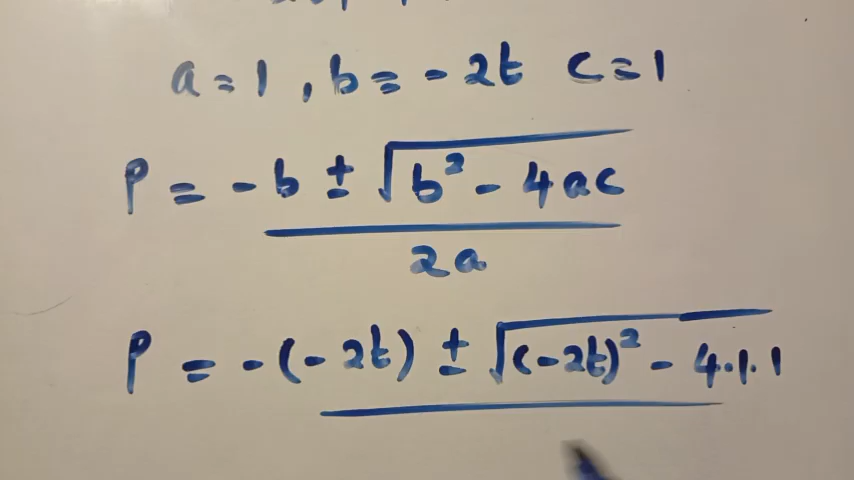 a = 1 , b = - 2t c = 1
P = - b ± √b² - 4ac
2a
P = - (- 2t) ± √(- 2t)² - 4.1.1